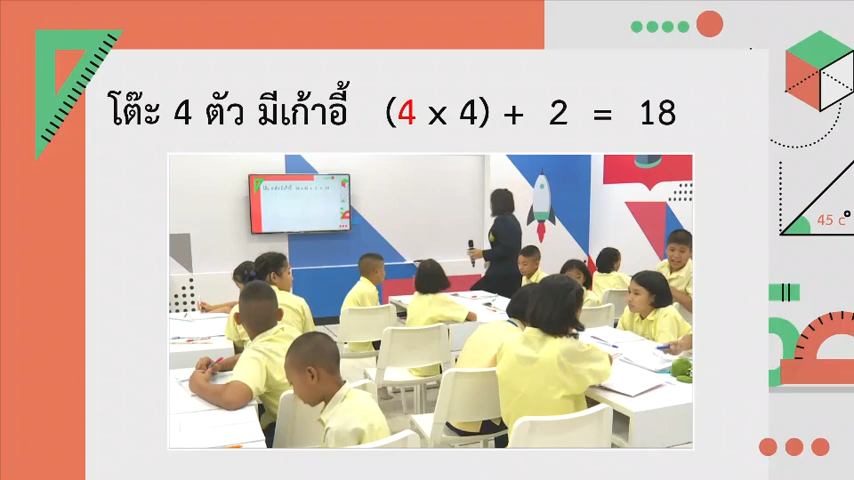 โต๊ะ 4 ตัว มีเก้าอี้ (4 x 4) + 2 = 18
45 c°